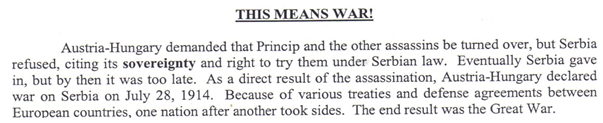 THIS MEANS WAR!
Austria-Hungary demanded that Princip and the other assassins be turned over, but Serbia
refused, citing its sovereignty and right to try them under Serbian law. Eventually Serbia gave
in, but by then it was too late. As a direct result of the assassination, Austria-Hungary declared
war on Serbia on July 28, 1914. Because of various treaties and defense agreements between
European countries, one nation after another took sides. The end result was the Great War.